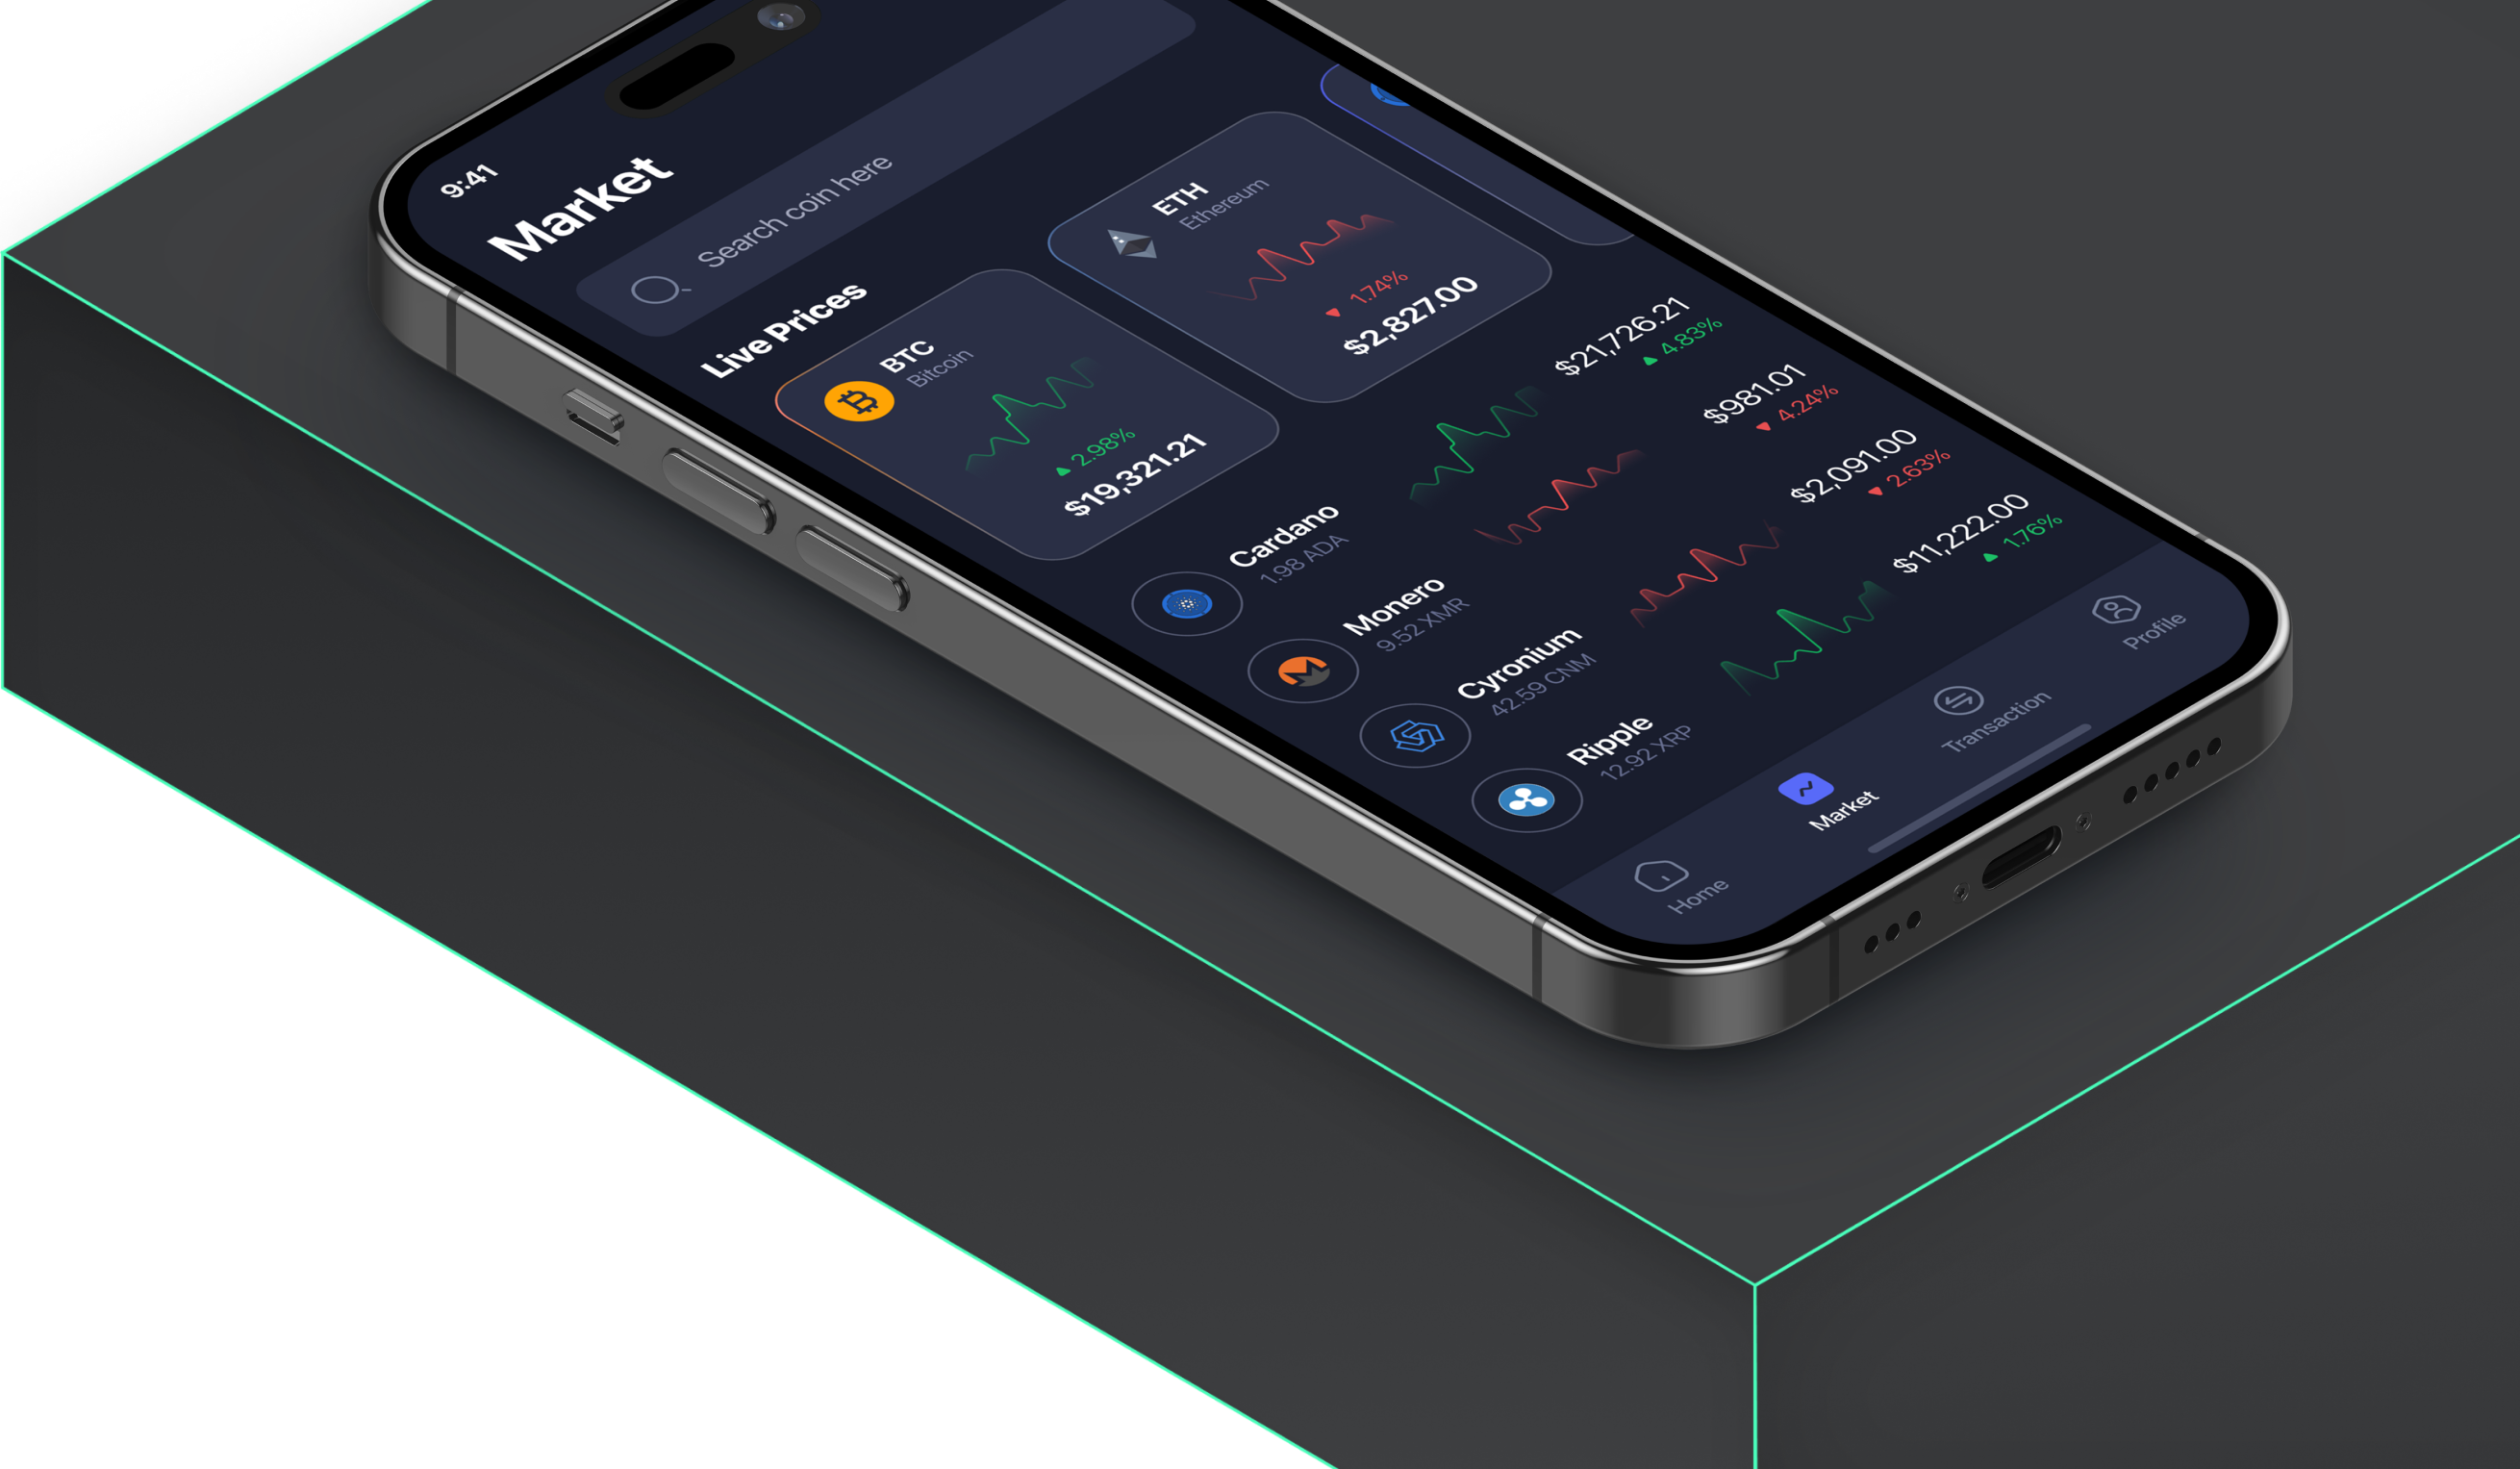 9:41
Market
Search coin here
Live Prices
BTC
Bitcoin
2.98%
$19,321.21
ETH
Ethereum
1.74%
$2,827.00
Cardano
1.98 ADA
$21,726.21
4.83%
Monero
9.52 XMR
$981.01
4.24%
Cyronium
42.59 CNM
$2,091.00
2.63%
Ripple
12.92 XRP
$11,222.00
1.76%
Home
Market
Transaction
Profile